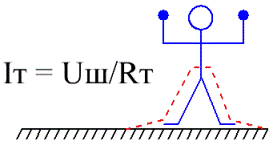 Iт = Uш/Rт